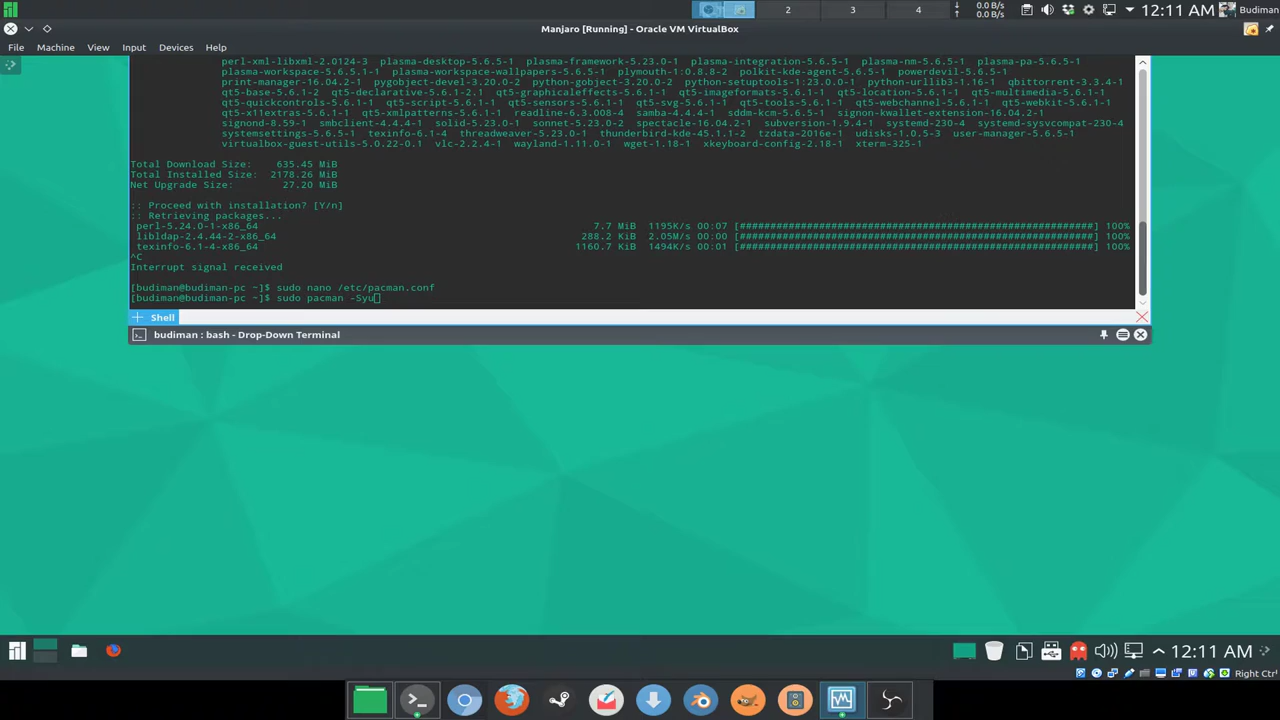 2
3
4
0.0 B/s
0.0 B/s
12:11 AM
Budiman
Manjaro [Running] - Oracle VM VirtualBox
File Machine View Input Devices Help
perl-xml-libxml-2.0124-3 plasma-desktop-5.6.5-1 plasma-framework-5.23.0-1 plasma-integration-5.6.5-1 plasma-nm-5.6.5-1 plasma-pa-5.6.5-1
plasma-workspace-5.6.5.1-1 plasma-workspace-wallpapers-5.6.5-1 plymouth-1:0.8.8-2 polkit-kde-agent-5.6.5-1 powerdevil-5.6.5-1
print-manager-16.04.2-1 pygobject-devel-3.20.0-2 python-gobject-3.20.0-2 python-setuptools-1:23.0.0-1 python-urllib3-1.16-1 qbittorrent-3.3.4-1
qt5-base-5.6.1-2 qt5-declarative-5.6.1-2.1 qt5-graphicaleffects-5.6.1-1 qt5-imageformats-5.6.1-1 qt5-location-5.6.1-1 qt5-multimedia-5.6.1-1
qt5-quickcontrols-5.6.1-1 qt5-script-5.6.1-1 qt5-sensors-5.6.1-1 qt5-svg-5.6.1-1 qt5-tools-5.6.1-1 qt5-webchannel-5.6.1-1 qt5-webkit-5.6.1-1
qt5-x11extras-5.6.1-1 qt5-xmlpatterns-5.6.1-1 readline-6.3.008-4 samba-4.4.4-1 sddm-kcm-5.6.5-1 signon-kwallet-extension-16.04.2-1
signond-8.59-1 smbclient-4.4.4-1 solid-5.23.0-1 sonnet-5.23.0-2 spectacle-16.04.2-1 subversion-1.9.4-1 systemd-230-4 systemd-sysvcompat-230-4
systemsettings-5.6.5-1 texinfo-6.1-4 threadweaver-5.23.0-1 thunderbird-kde-45.1.1-2 tzdata-2016e-1 udisks-1.0.5-3 user-manager-5.6.5-1
virtualbox-guest-utils-5.0.22-0.1 vlc-2.2.4-1 wayland-1.11.0-1 wget-1.18-1 xkeyboard-config-2.18-1 xterm-325-1
Total Download Size: 635.45 MiB
Total Installed Size: 2178.26 MiB
Net Upgrade Size: 27.20 MiB
:: Proceed with installation? [Y/n]
:: Retrieving packages...
perl-5.24.0-1-x86_64 7.7 MiB 1195K/s 00:07 [##########################################################] 100%
libldap-2.4.44-2-x86_64 288.2 KiB 2.05M/s 00:00 [##########################################################] 100%
texinfo-6.1-4-x86_64 1160.7 KiB 1494K/s 00:01 [##########################################################] 100%
^C
Interrupt signal received
[budiman@budiman-pc ~]$ sudo nano /etc/pacman.conf
[budiman@budiman-pc ~]$ sudo pacman -Syu
Shell
budiman : bash - Drop-Down Terminal
12:11 AM
Right Ctrl